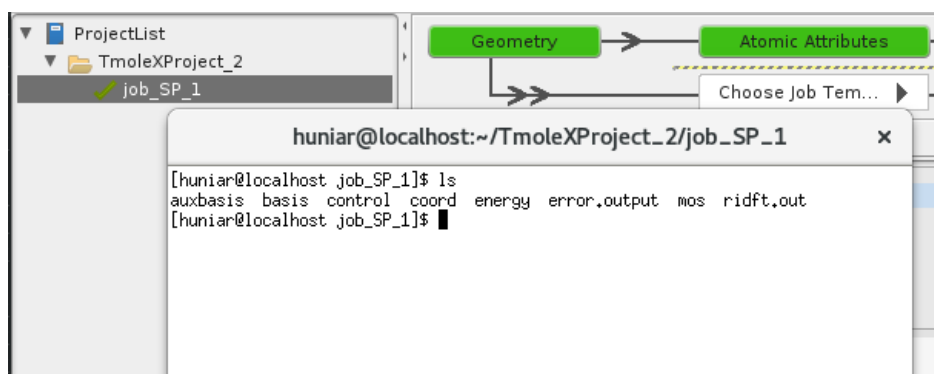 ProjectList
TmoleXProject_2
job_SP_1
Geometry
Atomic Attributes
Choose Job Tem...
huniar@localhost:~/TmoleXProject_2/job_SP_1 ×
[huniar@localhost job_SP_1]$ ls
auxbasis basis control coord energy error.output mos ridft.out
[huniar@localhost job_SP_1]$